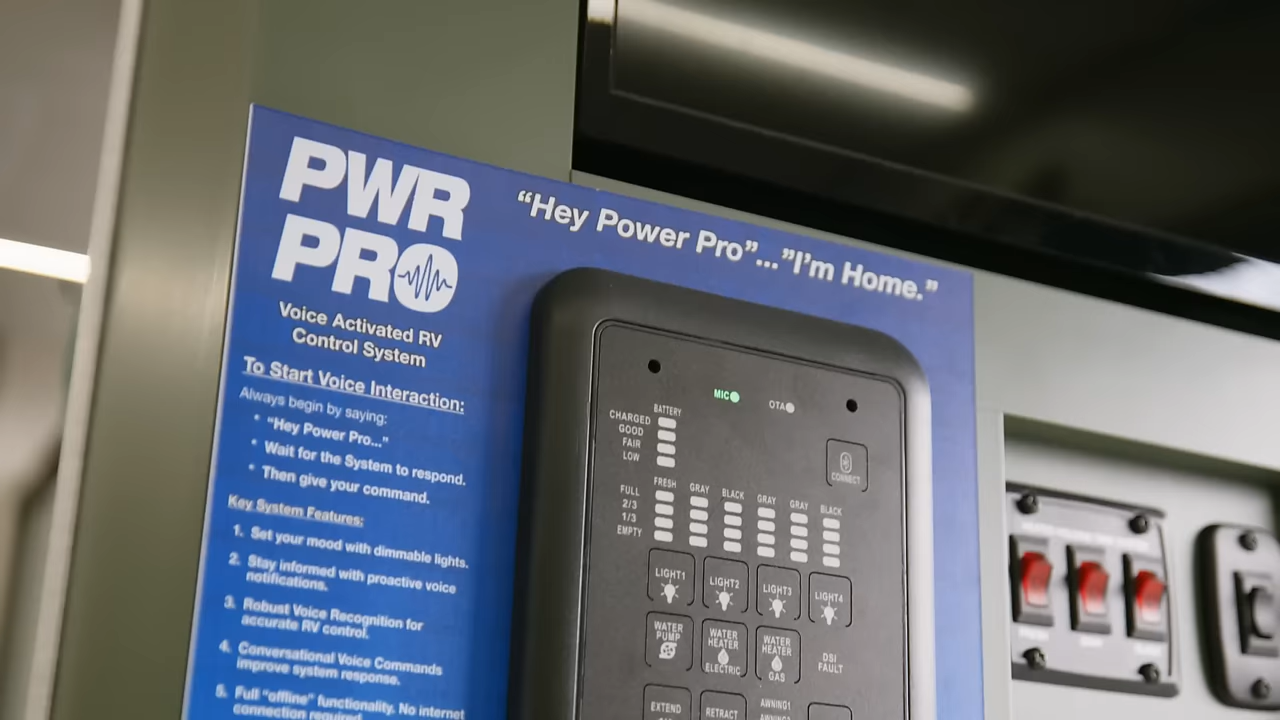 PWR
PRO
Voice Activated RV
Control System
“Hey Power Pro”...”I’m Home.”
To Start Voice Interaction:
Always begin by saying:
• “Hey Power Pro...”
• Wait for the System to respond.
• Then give your command.
Key System Features:
1. Set your mood with dimmable lights.
2. Stay informed with proactive voice
notifications.
3. Robust Voice Recognition for
accurate RV control.
4. Conversational Voice Commands
improve system response.
5. Full “offline” functionality. No internet
connection required.
MIC
OTA
BATTERY
CHARGED
GOOD
FAIR
LOW
CONNECT
FRESH GRAY BLACK GRAY GRAY BLACK
FULL
2/3
1/3
EMPTY
LIGHT1 LIGHT2 LIGHT3 LIGHT4
WATER
PUMP
WATER
HEATER
ELECTRIC
WATER
HEATER
GAS
DSI
FAULT
EXTEND
RETRACT
AWNING1